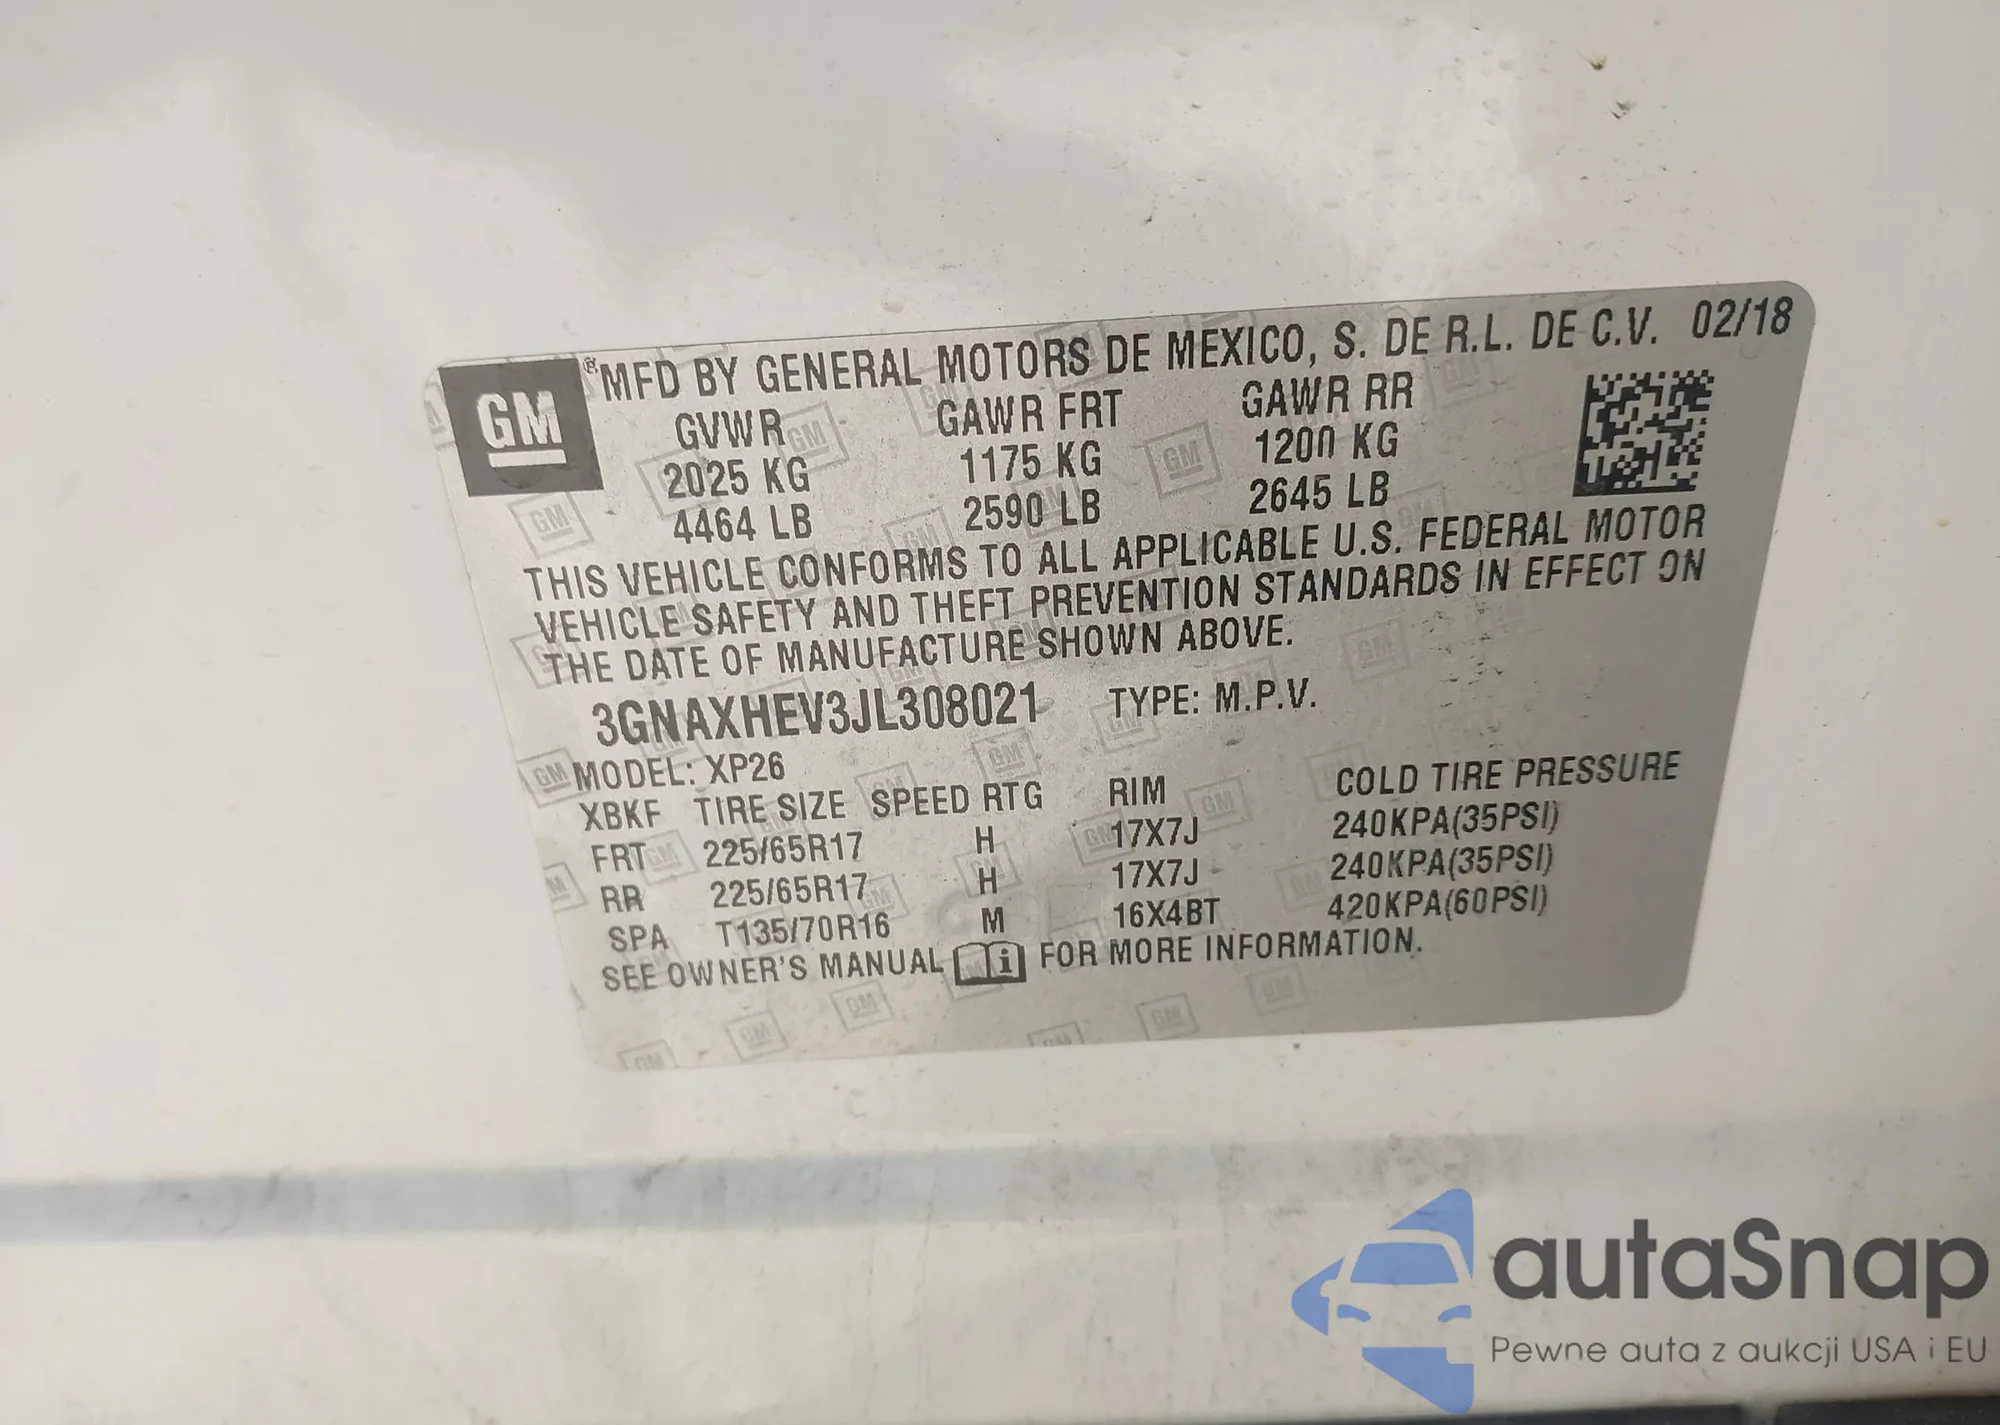 GM ® MFD BY GENERAL MOTORS DE MEXICO, S. DE R.L. DE C.V. 02/18
GVWR GAWR FRT GAWR RR
2025 KG 1175 KG 1200 KG
4464 LB 2590 LB 2645 LB
THIS VEHICLE CONFORMS TO ALL APPLICABLE U.S. FEDERAL MOTOR
VEHICLE SAFETY AND THEFT PREVENTION STANDARDS IN EFFECT ON
THE DATE OF MANUFACTURE SHOWN ABOVE.
3GNAXHEV3JL308021 TYPE: M.P.V.
MODEL: XP26
XBKF TIRE SIZE SPEED RTG RIM COLD TIRE PRESSURE
FRT 225/65R17 H 17X7J 240KPA(35PSI)
RR 225/65R17 H 17X7J 240KPA(35PSI)
SPA T135/70R16 M 16X4BT 420KPA(60PSI)
SEE OWNER'S MANUAL i FOR MORE INFORMATION.
autaSnap
Pewne auta z aukcji USA i EU